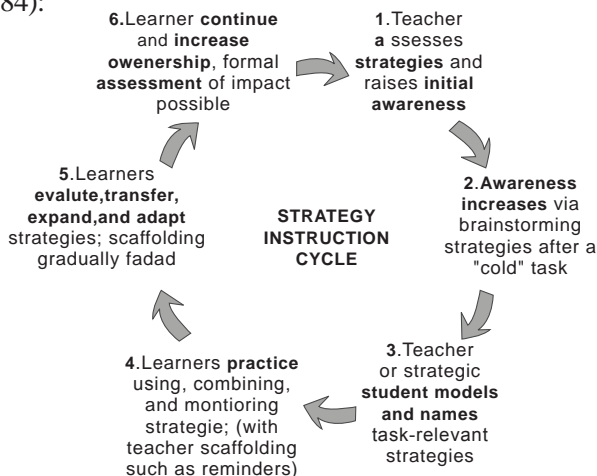 84):
6.Learner continue
and increase
owenership, formal
assessment of impact
possible
1.Teacher
a ssesses
strategies and
raises initial
awareness
2.Awareness
increases via
brainstorming
strategies after a
"cold" task
3.Teacher
or strategic
student models
and names
task-relevant
strategies
4.Learners practice
using, combining,
and montioring
strategie; (with
teacher scaffolding
such as reminders)
5.Learners
evalute,transfer,
expand,and adapt
strategies; scaffolding
gradually fadad
STRATEGY
INSTRUCTION
CYCLE